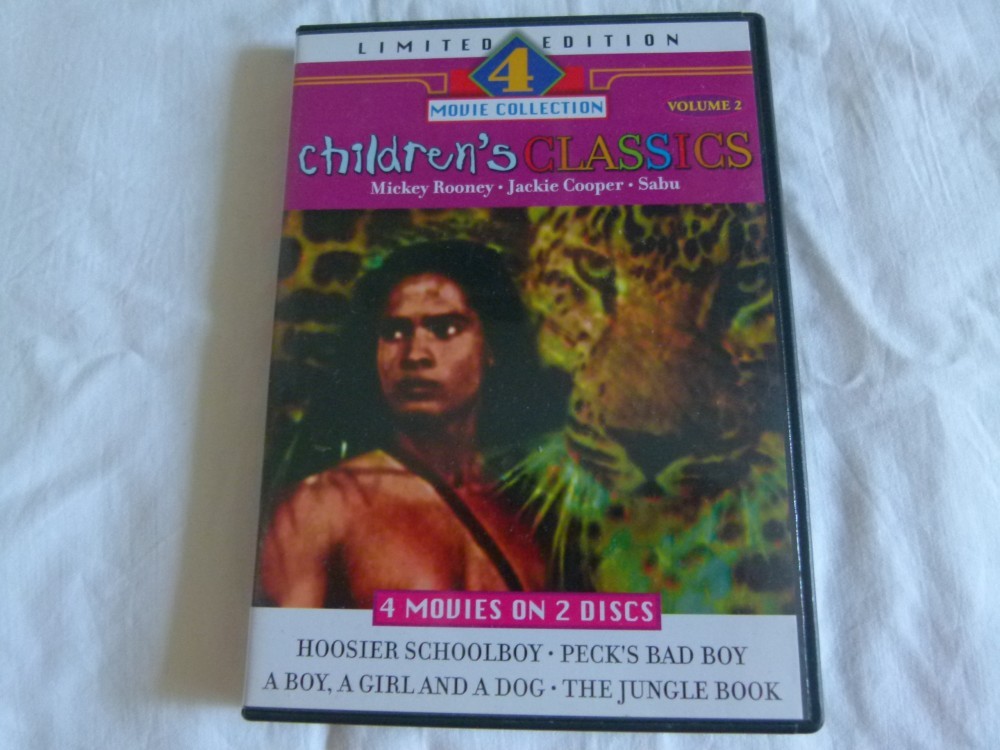 LIMITED EDITION
4
MOVIE COLLECTION
VOLUME 2
children's CLASSICS
Mickey Rooney · Jackie Cooper · Sabu
4 MOVIES ON 2 DISCS
HOOSIER SCHOOLBOY · PECK'S BAD BOY
A BOY, A GIRL AND A DOG · THE JUNGLE BOOK